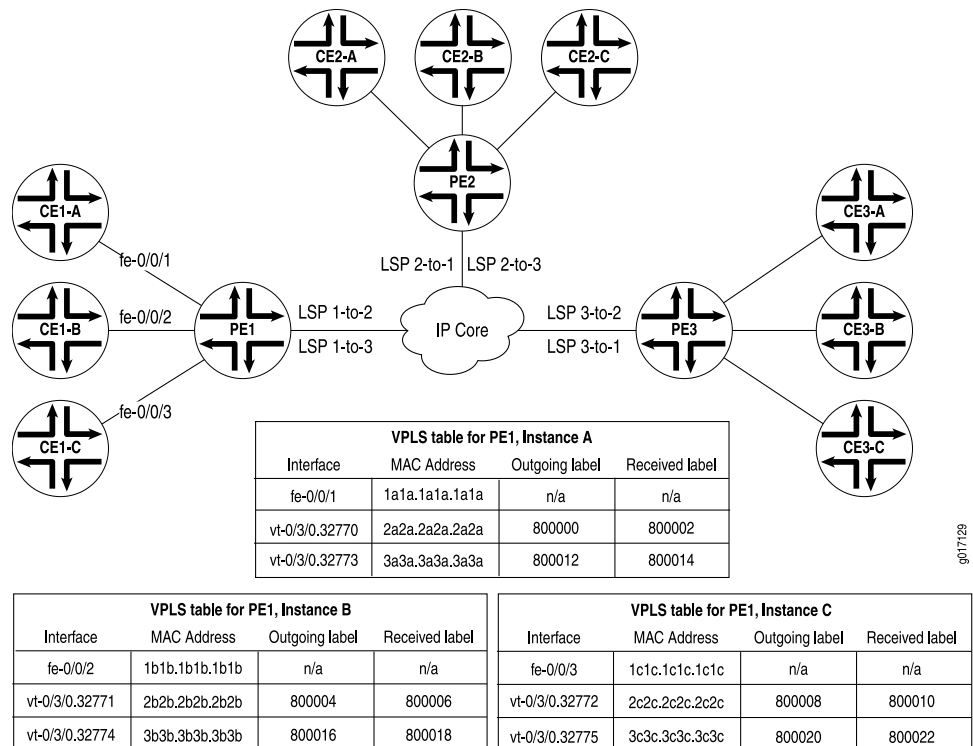 CE2-A
CE2-B
CE2-C
PE2
CE1-A
CE3-A
fe-0/0/1
LSP 2-to-1
LSP 2-to-3
CE1-B
fe-0/0/2
PE1
LSP 1-to-2
LSP 1-to-3
IP Core
LSP 3-to-2
LSP 3-to-1
PE3
CE3-B
fe-0/0/3
CE1-C
CE3-C
VPLS table for PE1, Instance A
Interface MAC Address Outgoing label Received label
fe-0/0/1 1a1a.1a1a.1a1a n/a n/a
vt-0/3/0.32770 2a2a.2a2a.2a2a 800000 800002
vt-0/3/0.32773 3a3a.3a3a.3a3a 800012 800014
g017129
VPLS table for PE1, Instance B
Interface MAC Address Outgoing label Received label
fe-0/0/2 1b1b.1b1b.1b1b n/a n/a
vt-0/3/0.32771 2b2b.2b2b.2b2b 800004 800006
vt-0/3/0.32774 3b3b.3b3b.3b3b 800016 800018
VPLS table for PE1, Instance C
Interface MAC Address Outgoing label Received label
fe-0/0/3 1c1c.1c1c.1c1c n/a n/a
vt-0/3/0.32772 2c2c.2c2c.2c2c 800008 800010
vt-0/3/0.32775 3c3c.3c3c.3c3c 800020 800022